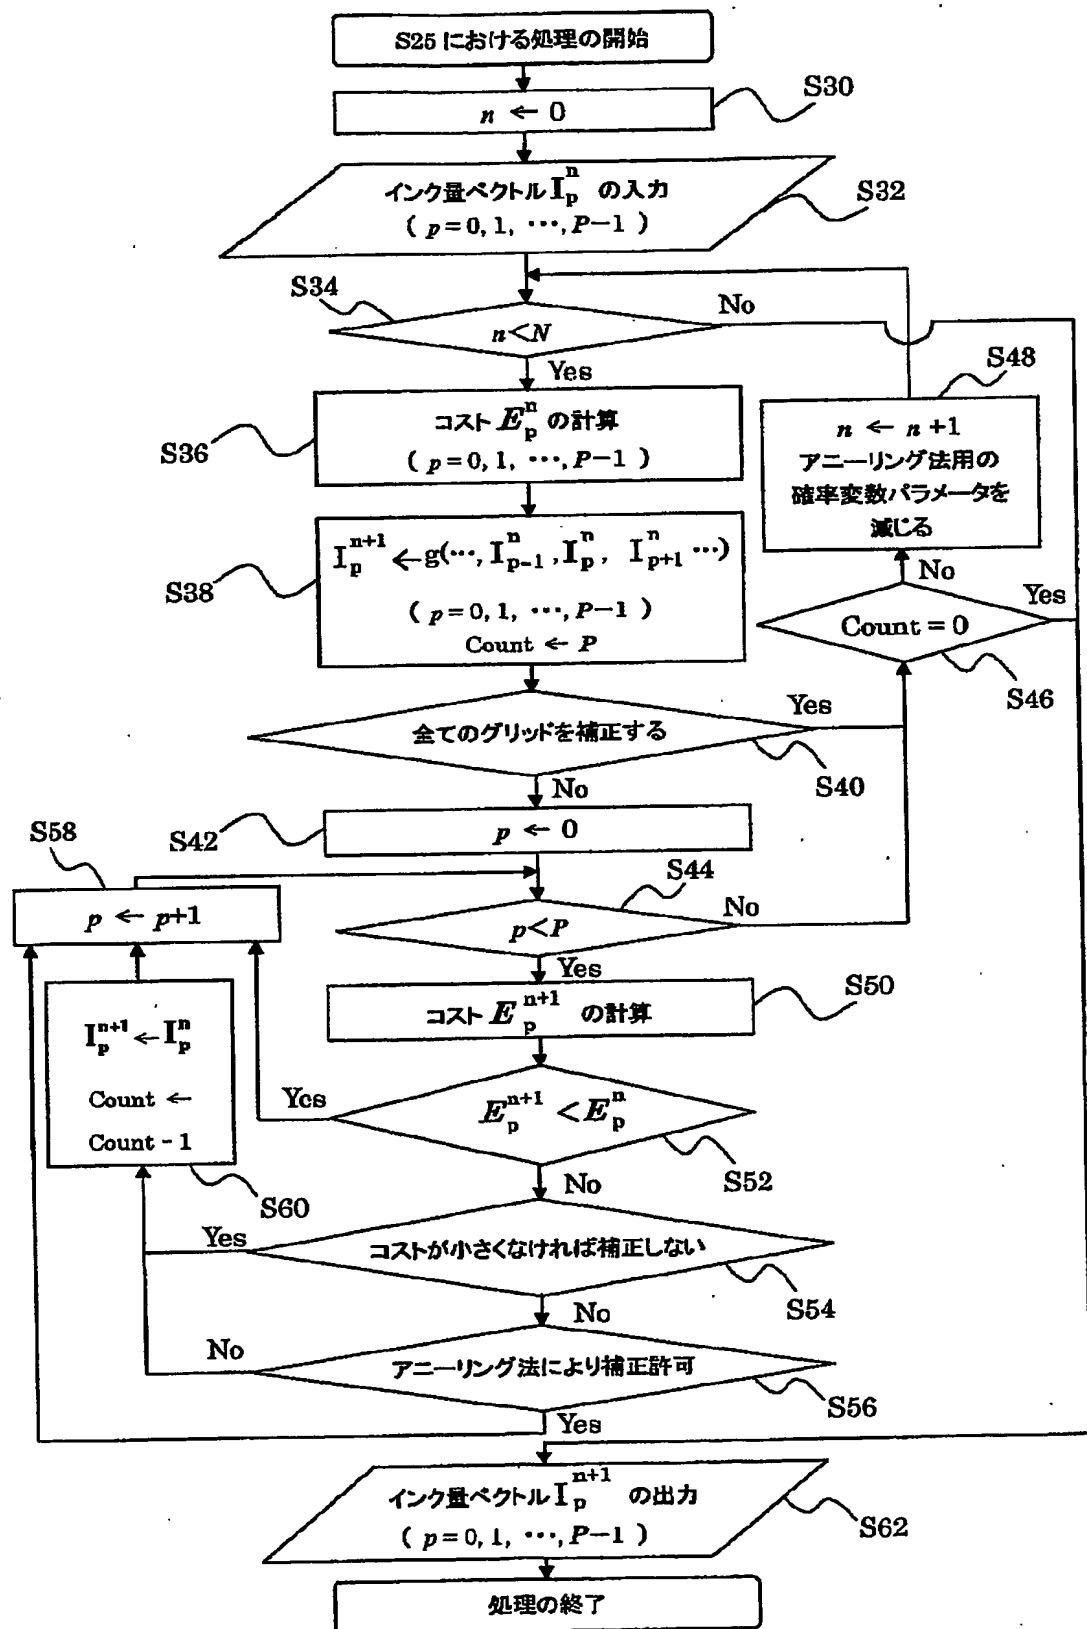 S25における処理の開始
S30
n ← 0
インク量ベクトル I_p^n の入力
( p=0, 1, ⋯, P−1 )
S32
S34
n<N
No
Yes
S48
n ← n+1
アニーリング法用の
確率変数パラメータを
減じる
コスト E_p^n の計算
( p=0, 1, ⋯, P−1 )
S36
I_p^{n+1} ←g(⋯, I_{p-1}^n , I_p^n, I_{p+1}^n ⋯)
( p=0, 1, ⋯, P−1 )
Count ← P
S38
No
Yes
Count = 0
S46
全てのグリッドを補正する
Yes
S40
No
S42
p ← 0
S58
p ← p+1
S44
p<P
No
Yes
S50
コスト E_p^{n+1} の計算
I_p^{n+1} ← I_p^n
Count ←
Count - 1
S60
Yes
E_p^{n+1} <E_p^n
S52
No
Yes
コストが小さくなければ補正しない
S54
No
No
アニーリング法により補正許可
S56
Yes
インク量ベクトル I_p^{n+1} の出力
( p=0, 1, ⋯, P−1 )
S62
処理の終了